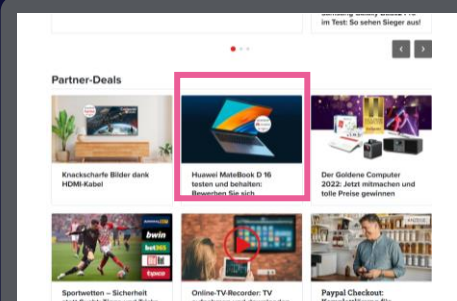 im Test: So sehen Sieger aus!
Partner-Deals
Knackscharfe Bilder dank
HDMI-Kabel
Huawei MateBook D 16
testen und behalten:
Bewerben Sie sich
Der Goldene Computer
2022: Jetzt mitmachen und
tolle Preise gewinnen
bwin
bet365
tipico
Sportwetten – Sicherheit
Online-TV-Recorder: TV
Paypal Checkout: